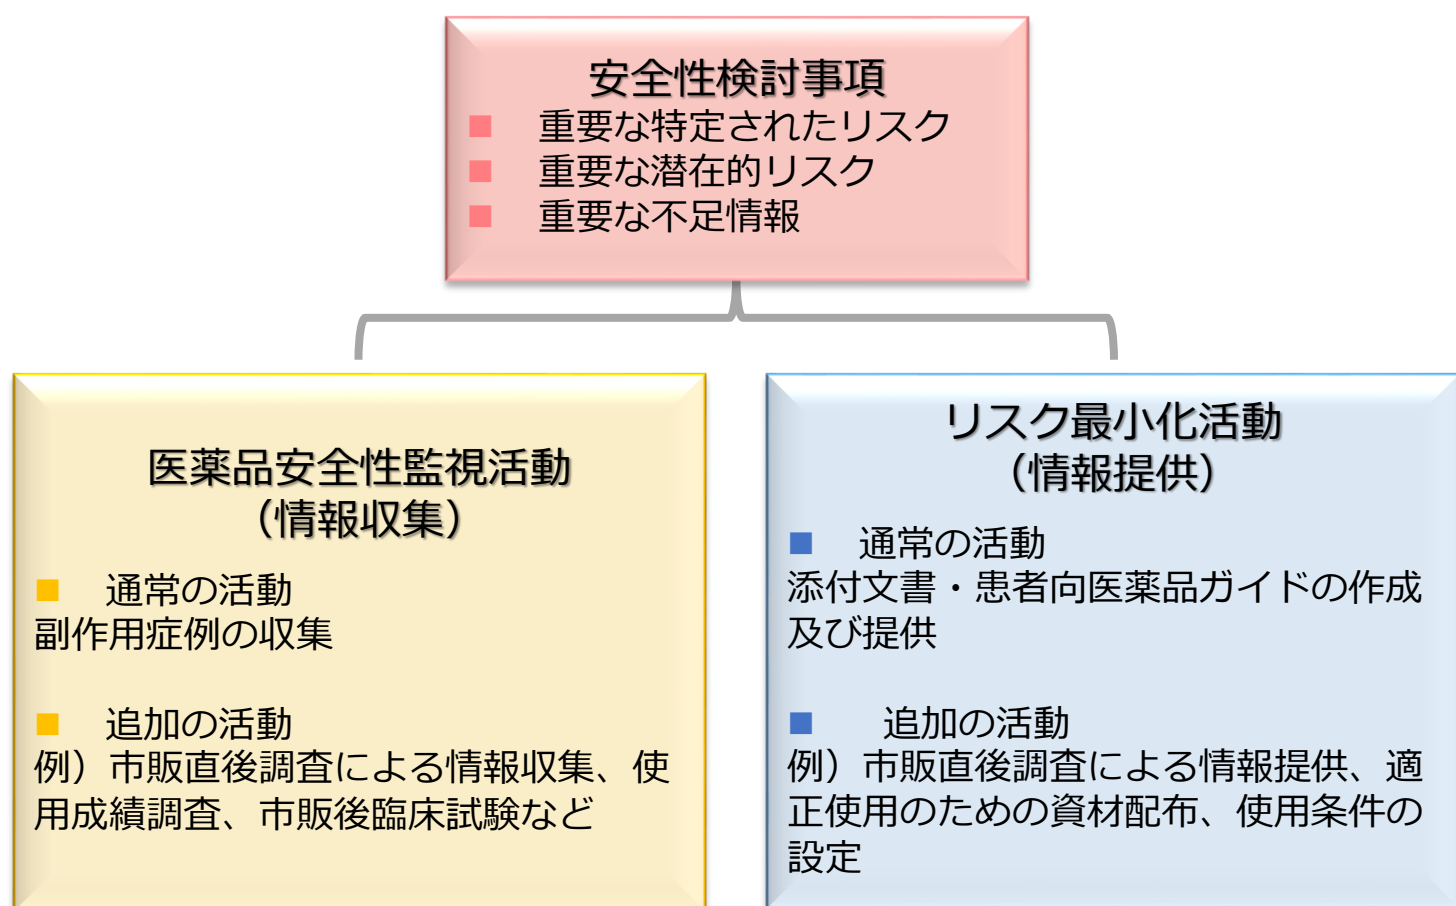 安全性検討事項
■ 重要な特定されたリスク
■ 重要な潜在的リスク
■ 重要な不足情報
医薬品安全性監視活動
（情報収集）
■ 通常の活動
副作用症例の収集
■ 追加の活動
例）市販直後調査による情報収集、使
用成績調査、市販後臨床試験など
リスク最小化活動
（情報提供）
■ 通常の活動
添付文書・患者向医薬品ガイドの作成
及び提供
■ 追加の活動
例）市販直後調査による情報提供、適
正使用のための資材配布、使用条件の
設定